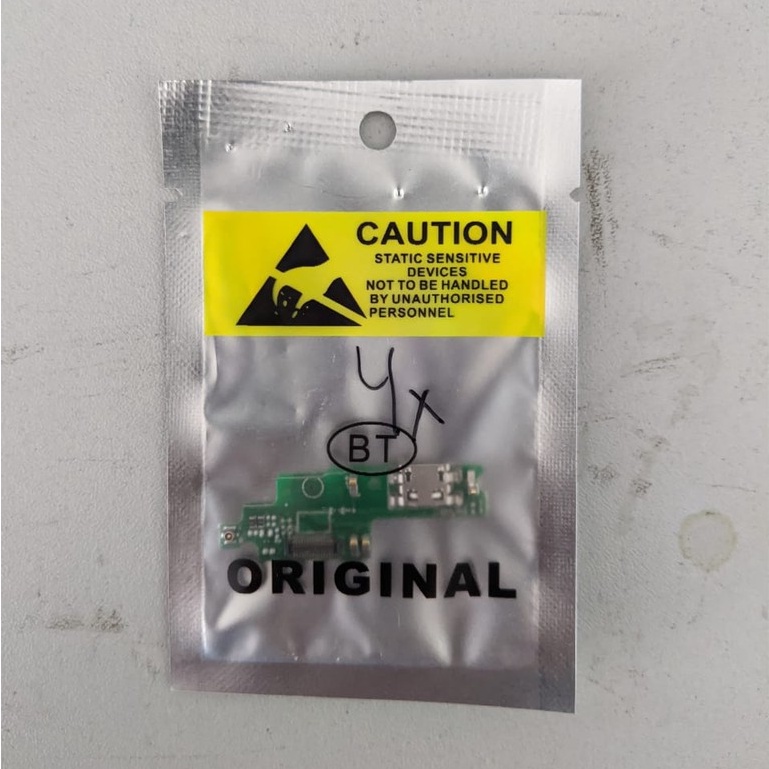 CAUTION
STATIC SENSITIVE
DEVICES
NOT TO BE HANDLED
BY UNAUTHORISED
PERSONNEL
4x
BT
ORIGINAL